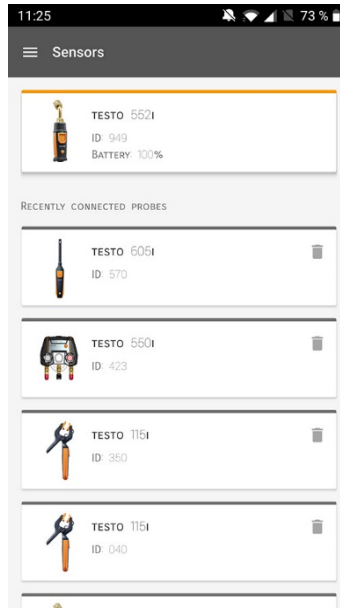 11:25
73 %
Sensors
TESTO 552i
ID: 949
BATTERY: 100%
RECENTLY CONNECTED PROBES
TESTO 605i
ID: 570
TESTO 550i
ID: 423
TESTO 115i
ID: 350
TESTO 115i
ID: 040